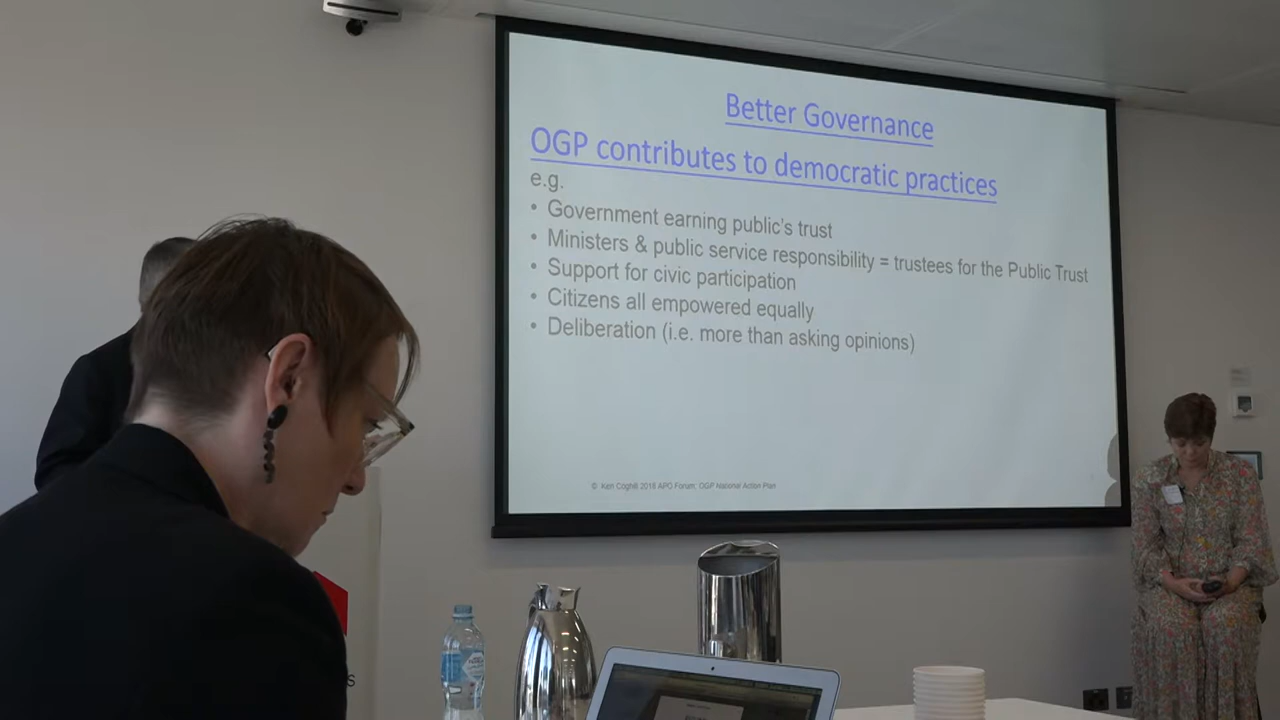 Better Governance
OGP contributes to democratic practices
e.g.
• Government earning public's trust
• Ministers & public service responsibility = trustees for the Public Trust
• Support for civic participation
• Citizens all empowered equally
• Deliberation (i.e. more than asking opinions)
© Ken Coghill 2018 APO Forum: OGP National Action Plan